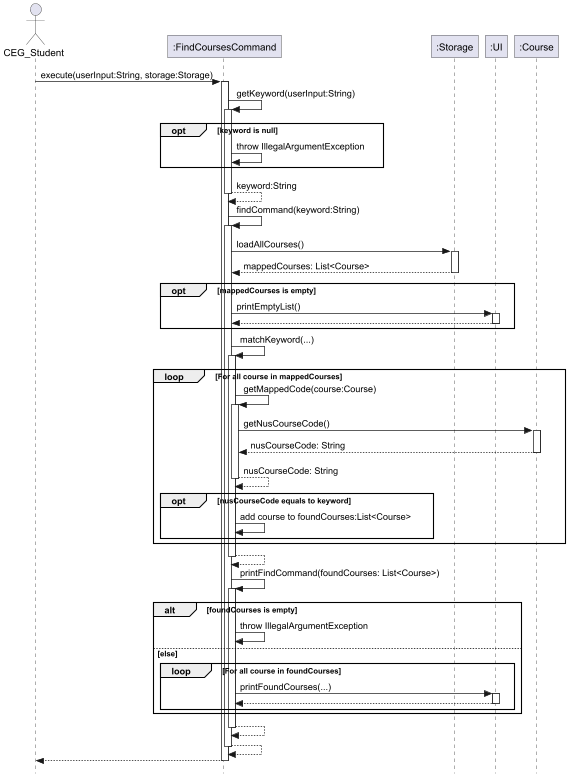 CEG_Student
:FindCoursesCommand
:Storage
:UI
:Course
execute(userInput:String, storage:Storage)
getKeyword(userInput:String)
opt
[keyword is null]
throw IllegalArgumentException
keyword:String
findCommand(keyword:String)
loadAllCourses()
mappedCourses: List<Course>
opt
[mappedCourses is empty]
printEmptyList()
matchKeyword(...)
loop
[For all course in mappedCourses]
getMappedCode(course:Course)
getNusCourseCode()
nusCourseCode: String
nusCourseCode: String
opt
[nusCourseCode equals to keyword]
add course to foundCourses:List<Course>
printFindCommand(foundCourses: List<Course>)
alt
[foundCourses is empty]
throw IllegalArgumentException
[else]
loop
[For all course in foundCourses]
printFoundCourses(...)